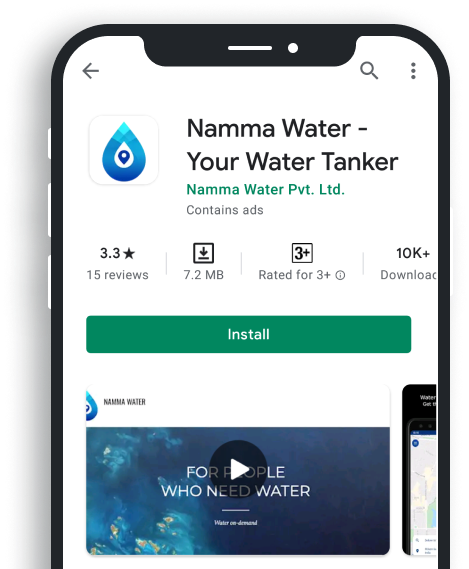 Namma Water -
Your Water Tanker
Namma Water Pvt. Ltd.
Contains ads
3.3★
15 reviews
7.2 MB
3+
Rated for 3+
10K+
Downloac
Install
NAMMA WATER
FOR PEOPLE
WHO NEED WATER
Water on-demand
Water
Get th